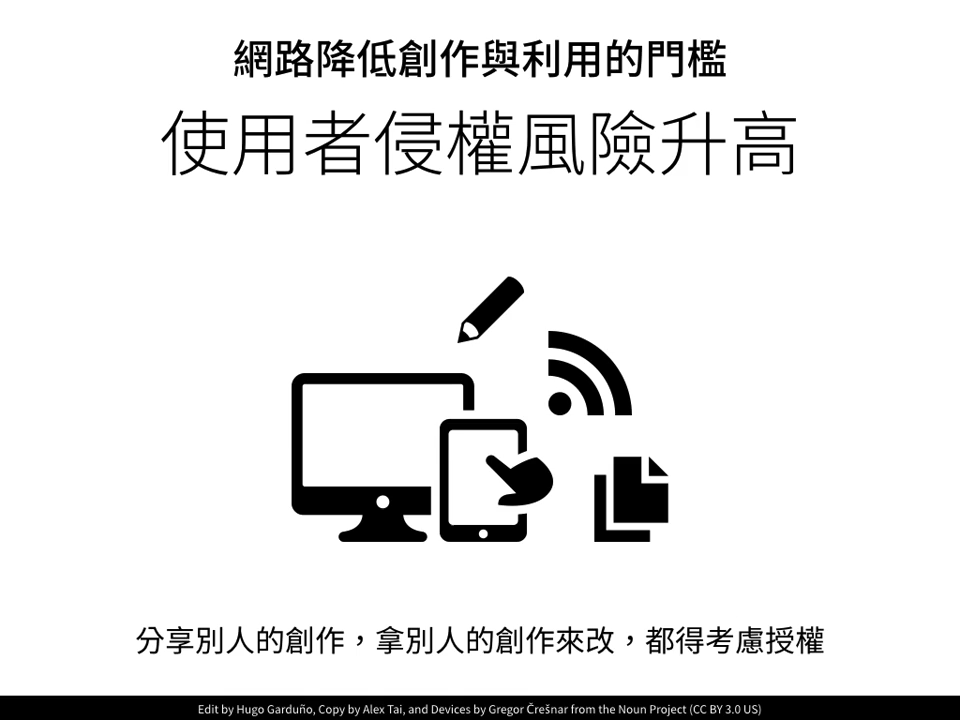 網路降低創作與利用的門檻
使用者侵權風險升高
分享別人的創作，拿別人的創作來改，都得考慮授權
Edit by Hugo Garduño, Copy by Alex Tai, and Devices by Gregor Črešnar from the Noun Project (CC BY 3.0 US)